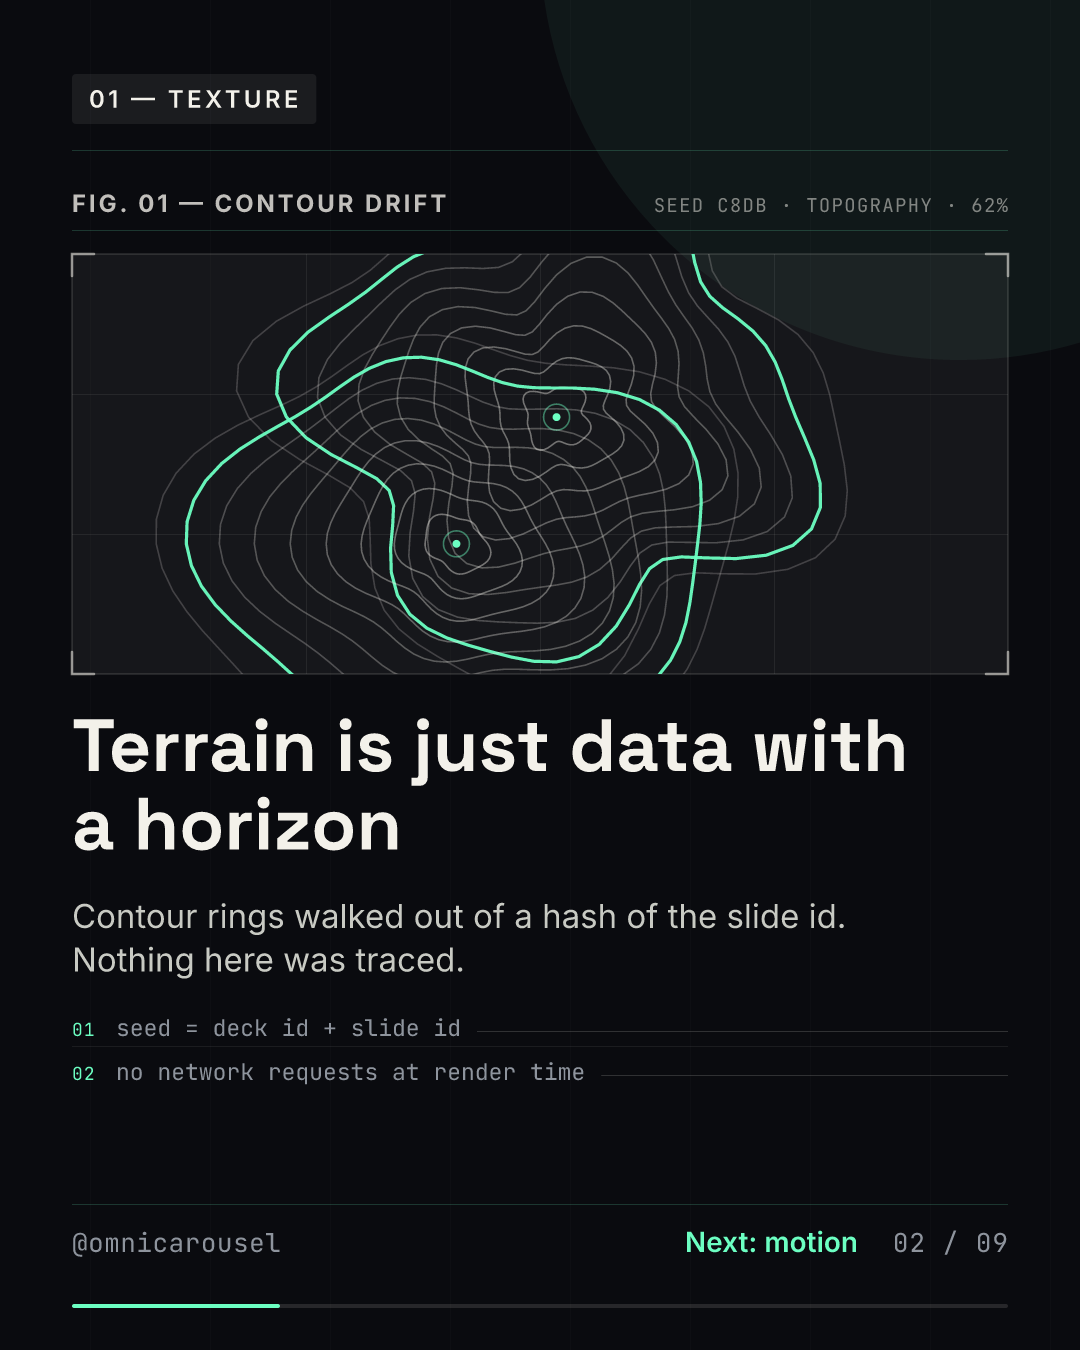 01 — TEXTURE
FIG. 01 — CONTOUR DRIFT
SEED C8DB · TOPOGRAPHY · 62%
Terrain is just data with
a horizon
Contour rings walked out of a hash of the slide id.
Nothing here was traced.
01 seed = deck id + slide id
02 no network requests at render time
@omnicarousel
Next: motion
02 / 09